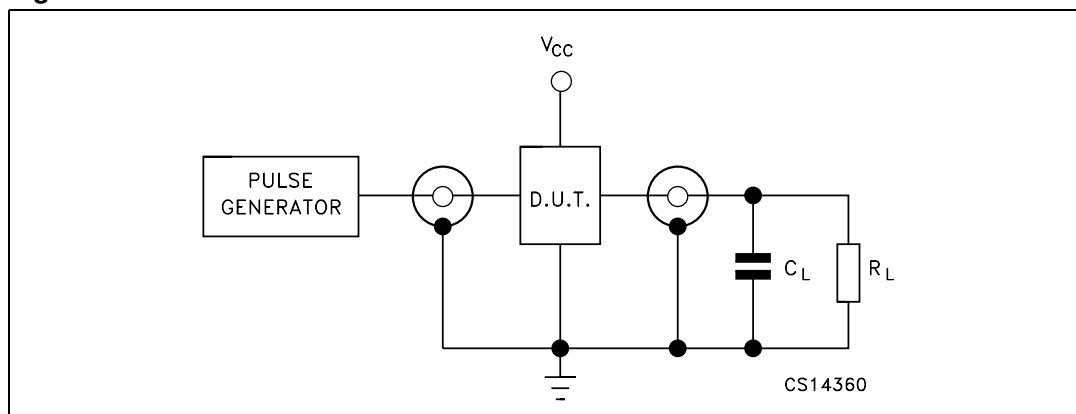 V_CC
PULSE
GENERATOR
D.U.T.
C_L
R_L
CS14360